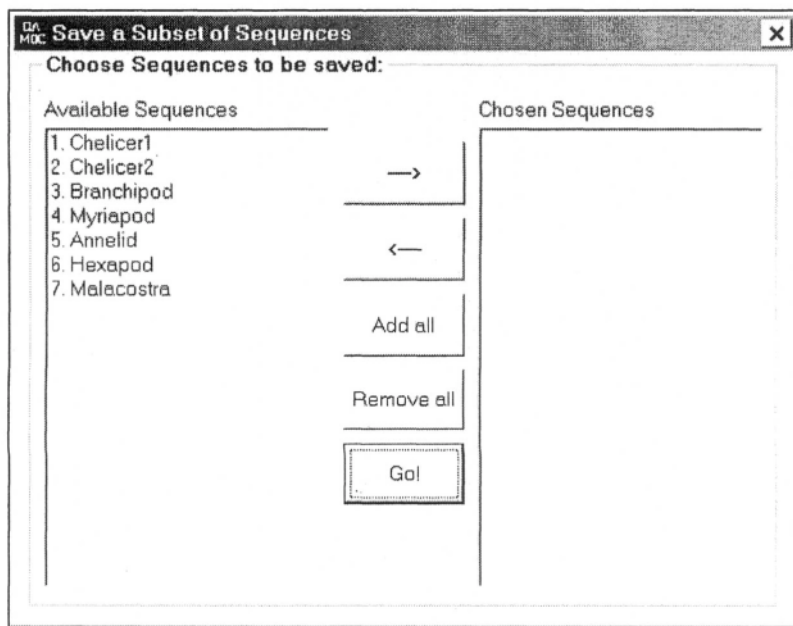 Save a Subset of Sequences
Choose Sequences to be saved:
Available Sequences
1. Chelicer1
2. Chelicer2
3. Branchipod
4. Myriapod
5. Annelid
6. Hexapod
7. Malacostra
—>
<—
Add all
Remove all
Go!
Chosen Sequences